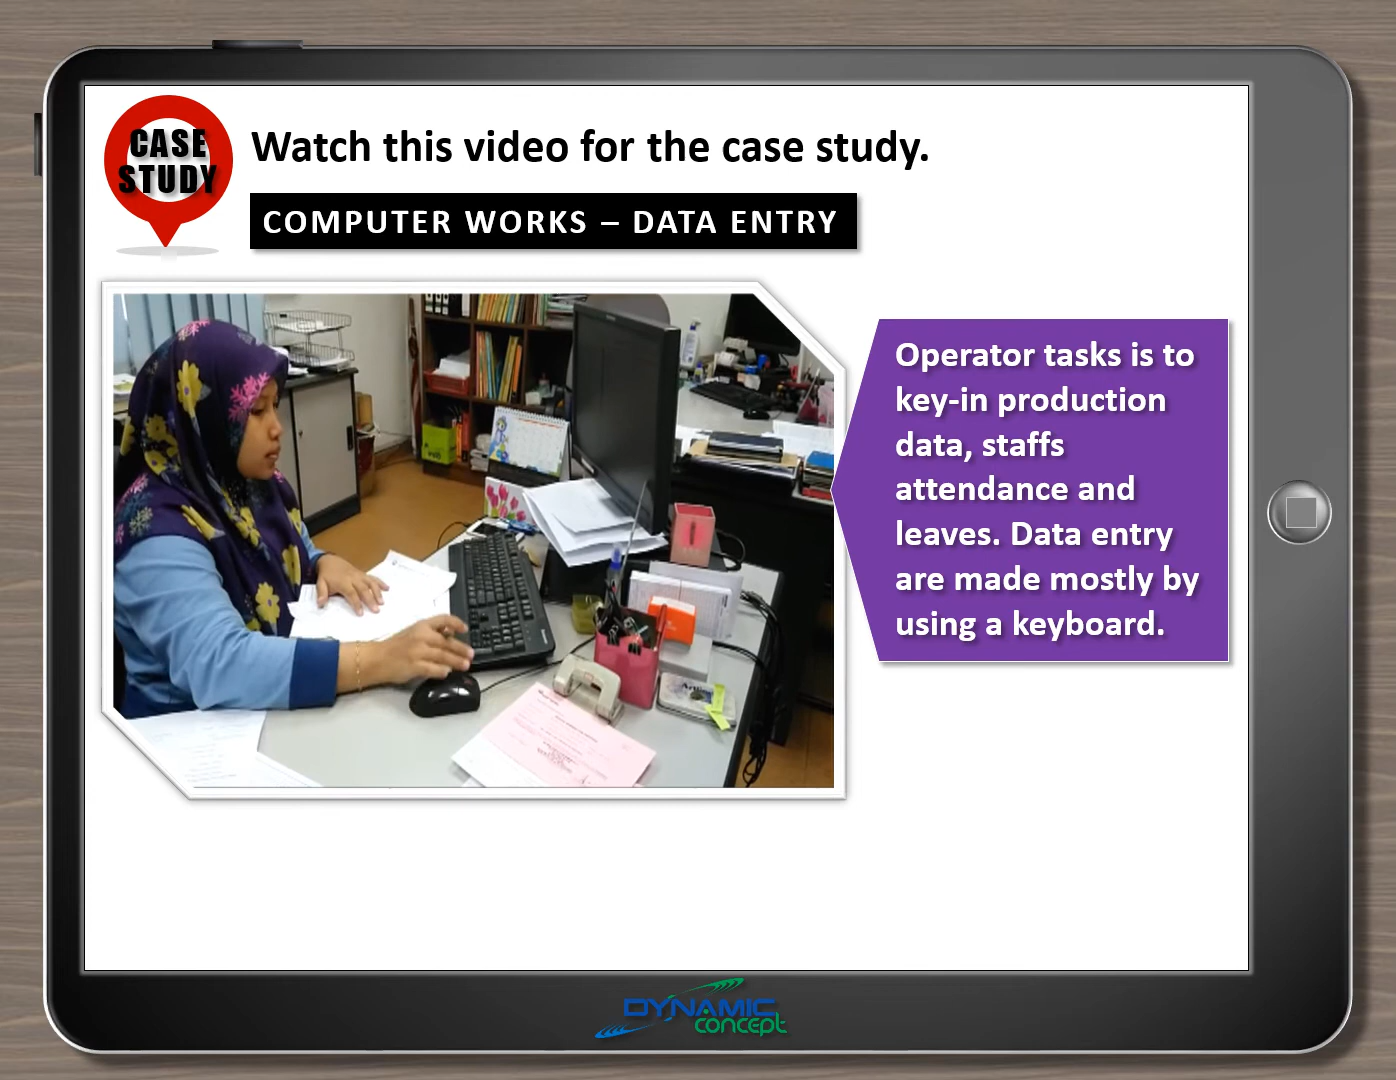 CASE
STUDY
Watch this video for the case study.
COMPUTER WORKS – DATA ENTRY
Operator tasks is to
key-in production
data, staffs
attendance and
leaves. Data entry
are made mostly by
using a keyboard.
DYNAMIC
concept